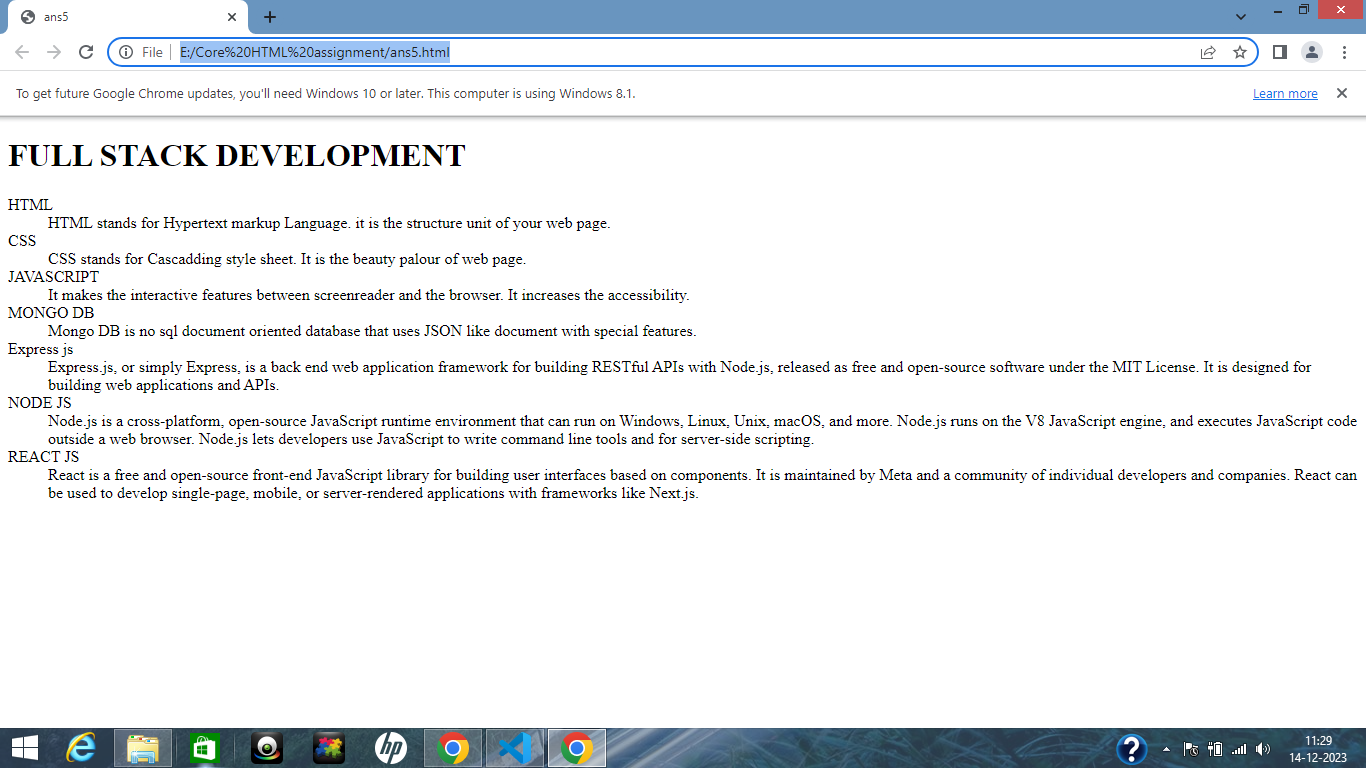 ans5
File
E:/Core%20HTML%20assignment/ans5.html
To get future Google Chrome updates, you'll need Windows 10 or later. This computer is using Windows 8.1.
Learn more
FULL STACK DEVELOPMENT
HTML
HTML stands for Hypertext markup Language. it is the structure unit of your web page.
CSS
CSS stands for Cascadding style sheet. It is the beauty palour of web page.
JAVASCRIPT
It makes the interactive features between screenreader and the browser. It increases the accessibility.
MONGO DB
Mongo DB is no sql document oriented database that uses JSON like document with special features.
Express js
Express.js, or simply Express, is a back end web application framework for building RESTful APIs with Node.js, released as free and open-source software under the MIT License. It is designed for
building web applications and APIs.
NODE JS
Node.js is a cross-platform, open-source JavaScript runtime environment that can run on Windows, Linux, Unix, macOS, and more. Node.js runs on the V8 JavaScript engine, and executes JavaScript code
outside a web browser. Node.js lets developers use JavaScript to write command line tools and for server-side scripting.
REACT JS
React is a free and open-source front-end JavaScript library for building user interfaces based on components. It is maintained by Meta and a community of individual developers and companies. React can
be used to develop single-page, mobile, or server-rendered applications with frameworks like Next.js.
hp
11:29
14-12-2023